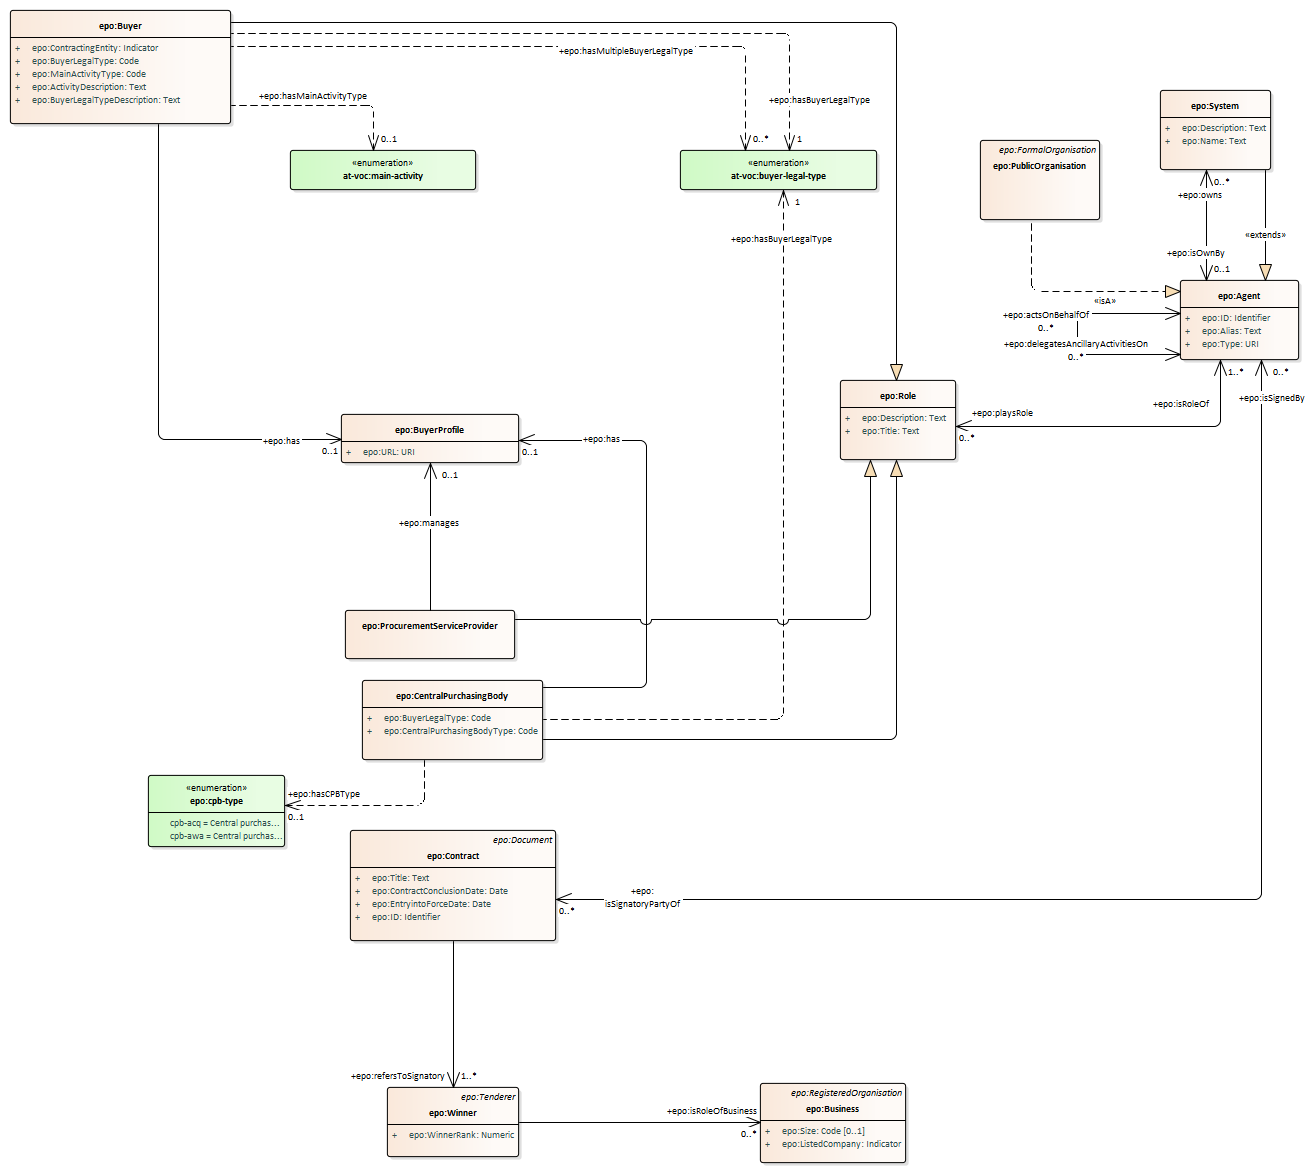 epo:Buyer
+ epo:ContractingEntity: Indicator
+ epo:BuyerLegalType: Code
+ epo:MainActivityType: Code
+ epo:ActivityDescription: Text
+ epo:BuyerLegalTypeDescription: Text
+epo:hasMultipleBuyerLegalType
+epo:hasMainActivityType
+epo:hasBuyerLegalType
0..1
0..*
1
«enumeration»
at-voc:main-activity
«enumeration»
at-voc:buyer-legal-type
1
+epo:hasBuyerLegalType
epo:System
+ epo:Description: Text
+ epo:Name: Text
epo:FormalOrganisation
epo:PublicOrganisation
0..*
+epo:owns
«extends»
+epo:isOwnBy
0..1
«isA»
epo:Agent
+ epo:ID: Identifier
+ epo:Alias: Text
+ epo:Type: URI
+epo:actsOnBehalfOf
0..*
+epo:delegatesAncillaryActivitiesOn
0..*
1..*
0..*
+epo:isRoleOf
+epo:isSignedBy
epo:Role
+ epo:Description: Text
+ epo:Title: Text
+epo:playsRole
0..*
epo:BuyerProfile
+ epo:URL: URI
+epo:has
0..1
+epo:has
0..1
0..1
+epo:manages
epo:ProcurementServiceProvider
epo:CentralPurchasingBody
+ epo:BuyerLegalType: Code
+ epo:CentralPurchasingBodyType: Code
«enumeration»
epo:cpb-type
cpb-acq = Central purchas...
cpb-awa = Central purchas...
+epo:hasCPBType
0..1
epo:Document
epo:Contract
+ epo:Title: Text
+ epo:ContractConclusionDate: Date
+ epo:EntryintoForceDate: Date
+ epo:ID: Identifier
+epo:
isSignatoryPartyOf
0..*
+epo:refersToSignatory
1..*
epo:Tenderer
epo:Winner
+ epo:WinnerRank: Numeric
+epo:isRoleOfBusiness
0..*
epo:RegisteredOrganisation
epo:Business
+ epo:Size: Code [0..1]
+ epo:ListedCompany: Indicator